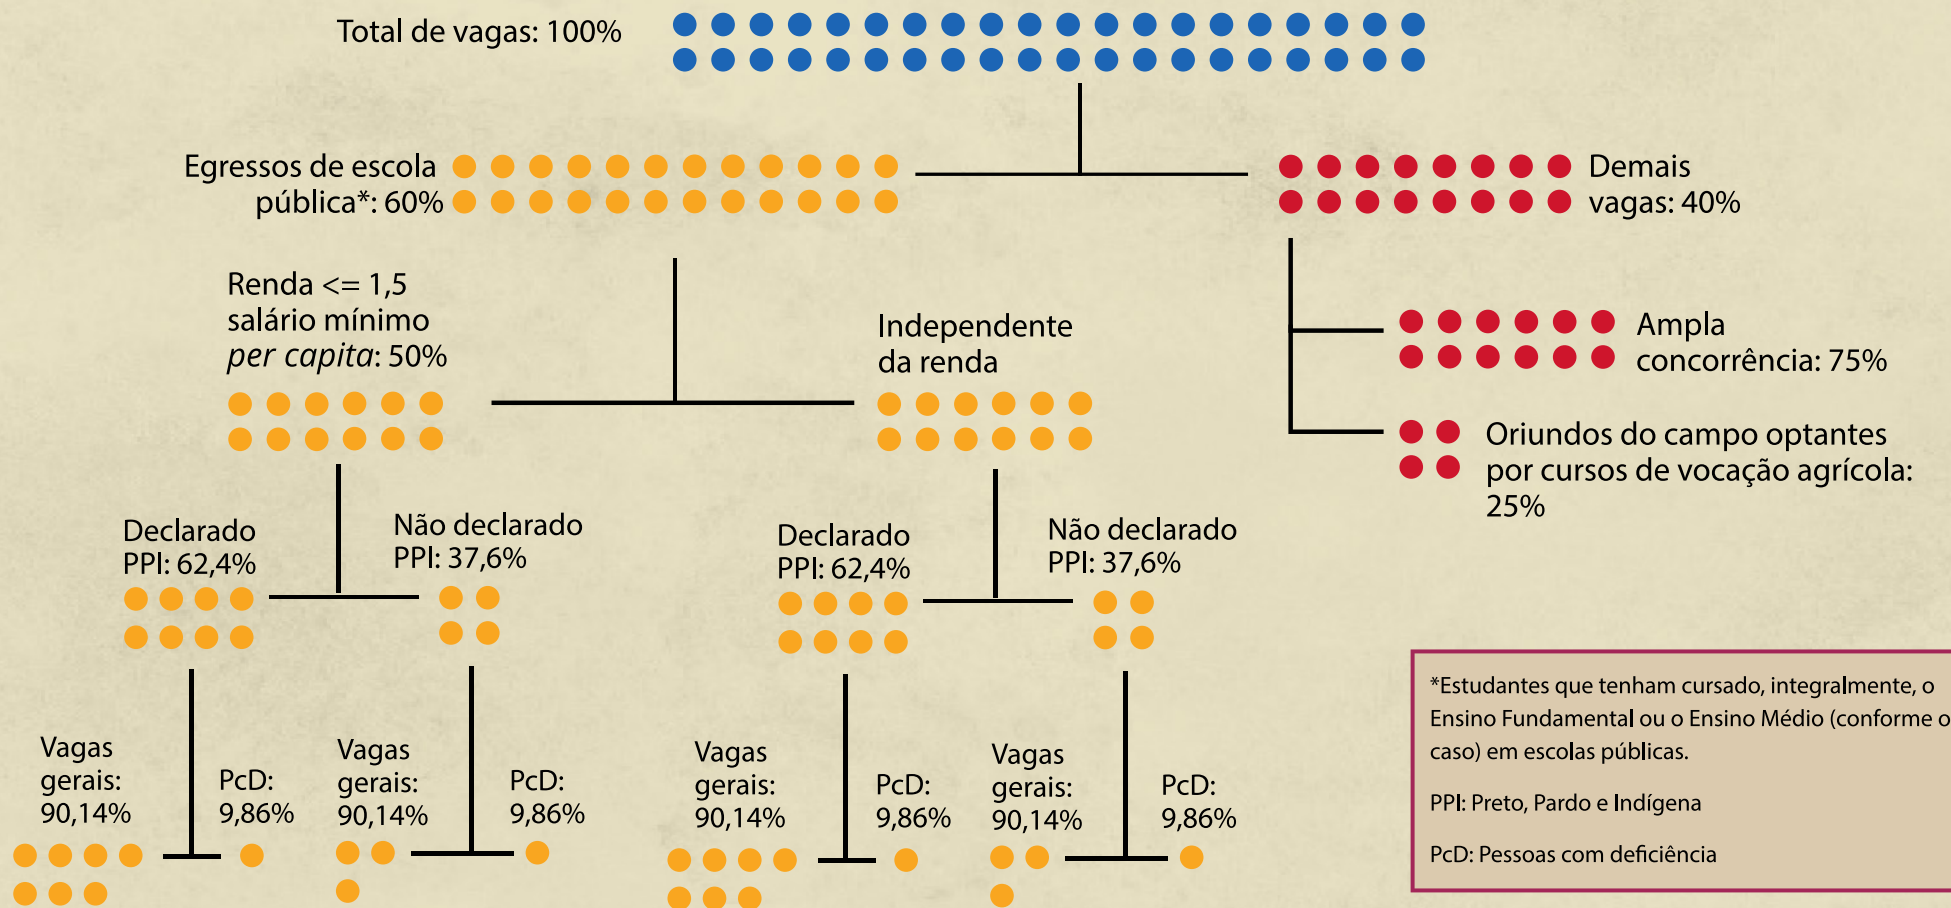 Total de vagas: 100%
Egressos de escola
pública*: 60%
Demais
vagas: 40%
Renda <= 1,5
salário mínimo
per capita: 50%
Independente
da renda
Ampla
concorrência: 75%
Oriundos do campo optantes
por cursos de vocação agrícola:
25%
Declarado
PPI: 62,4%
Não declarado
PPI: 37,6%
Declarado
PPI: 62,4%
Não declarado
PPI: 37,6%
Vagas
gerais:
90,14%
PcD:
9,86%
Vagas
gerais:
90,14%
PcD:
9,86%
Vagas
gerais:
90,14%
PcD:
9,86%
Vagas
gerais:
90,14%
PcD:
9,86%
*Estudantes que tenham cursado, integralmente, o
Ensino Fundamental ou o Ensino Médio (conforme o
caso) em escolas públicas.
PPI: Preto, Pardo e Indígena
PcD: Pessoas com deficiência